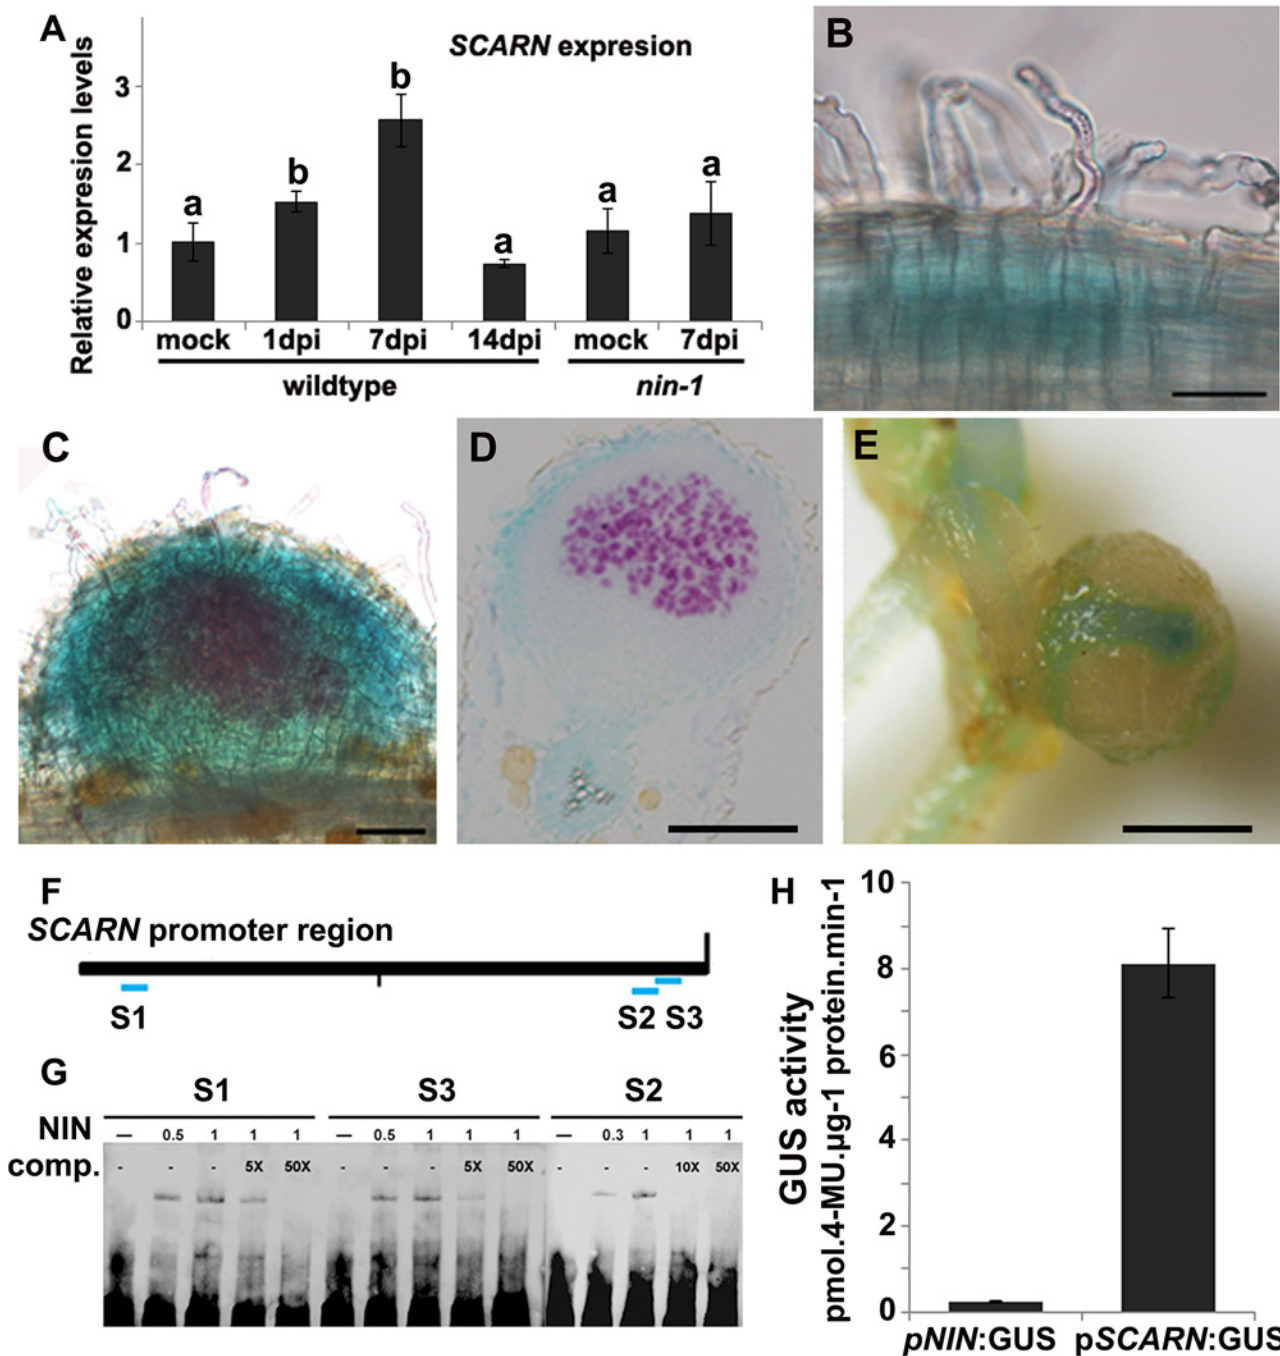 A
SCARN expresion
Relative expresion levels
3
2
1
0
a
b
b
a
a
a
mock 1dpi 7dpi 14dpi mock 7dpi
wildtype nin-1
B
C
D
E
F
SCARN promoter region
S1 S2 S3
G
S1 S3 S2
NIN — 0.5 1 1 1 — 0.5 1 1 1 — 0.3 1 1 1
comp. - - - 5X 50X - - - 5X 50X - - - 10X 50X
H
GUS activity
pmol.4-MU.µg-1 protein.min-1
10
8
6
4
2
0
pNIN:GUS pSCARN:GUS